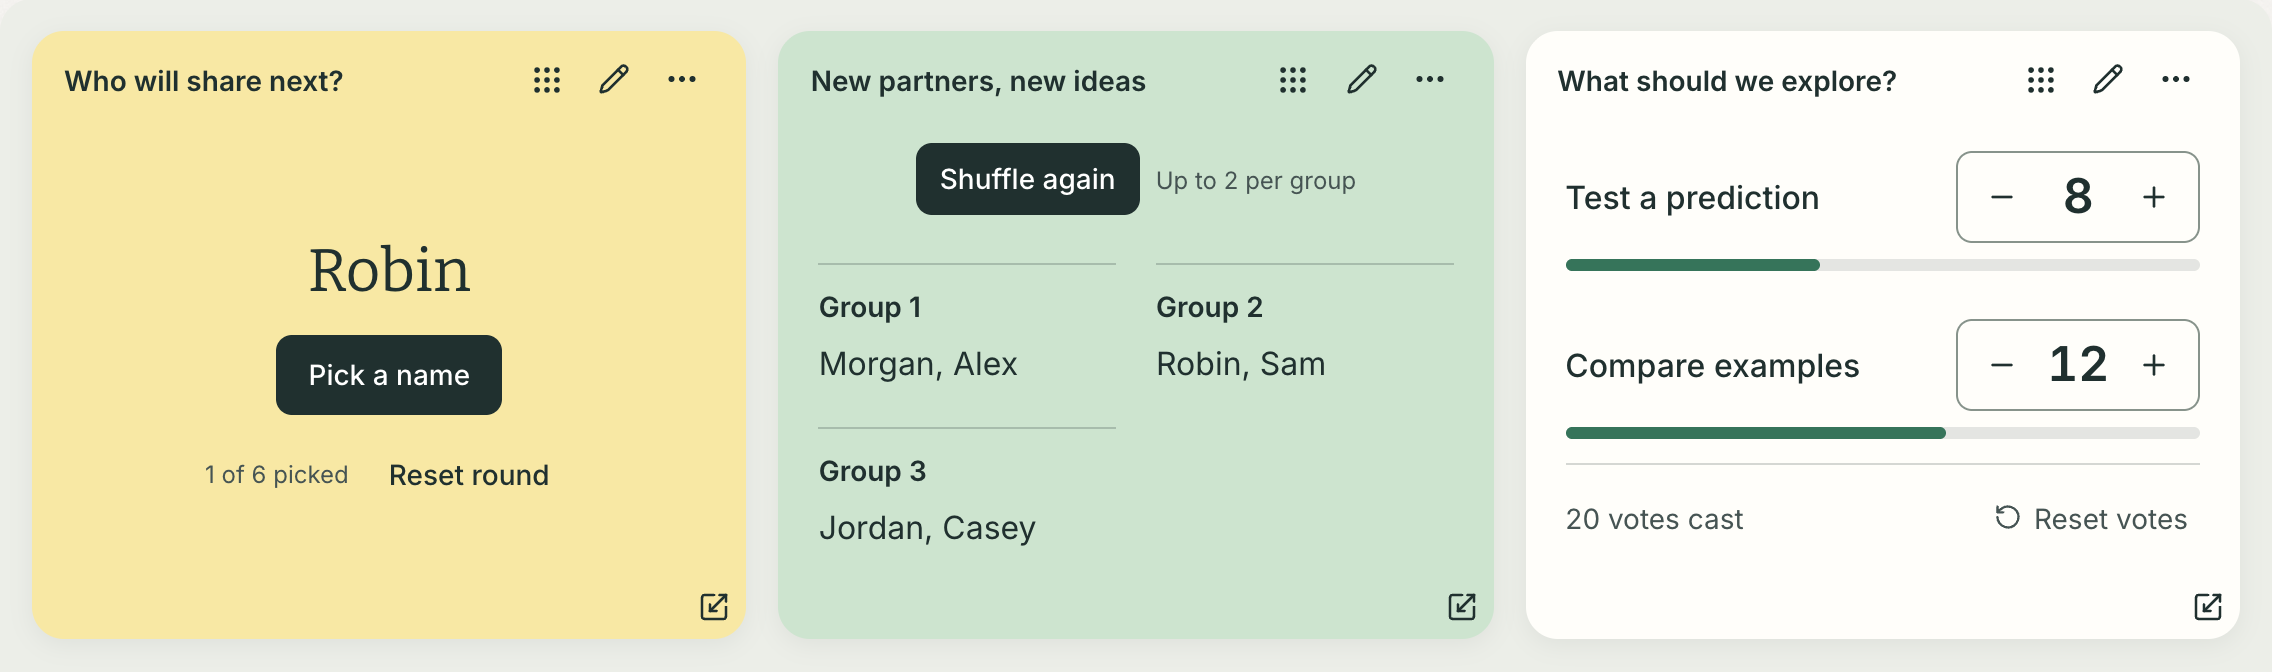 Who will share next?
Robin
Pick a name
1 of 6 picked Reset round
New partners, new ideas
Shuffle again Up to 2 per group
Group 1
Morgan, Alex
Group 2
Robin, Sam
Group 3
Jordan, Casey
What should we explore?
Test a prediction − 8 +
Compare examples − 12 +
20 votes cast Reset votes